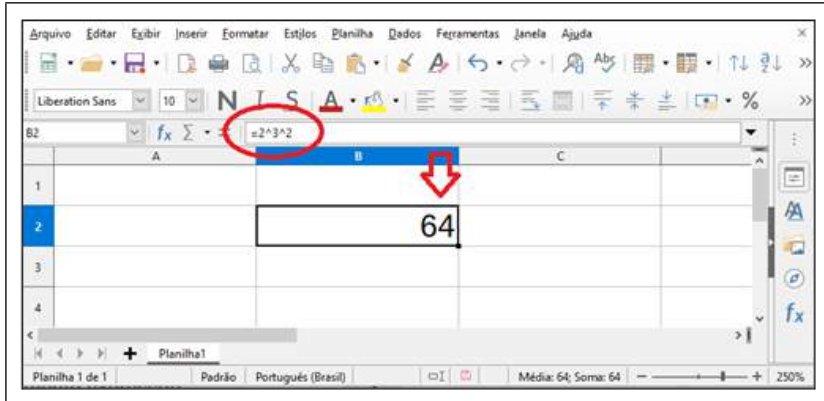 Arquivo Editar Exibir Inserir Formatar Estilos Planilha Dados Ferramentas Janela Ajuda
Liberation Sans 10 N I S A %
B2 fx Σ = =2^3^2
A B C
1
2 64
3
4
Planilha1
Planilha 1 de 1 Padrão Português (Brasil) Média: 64; Soma: 64 250%